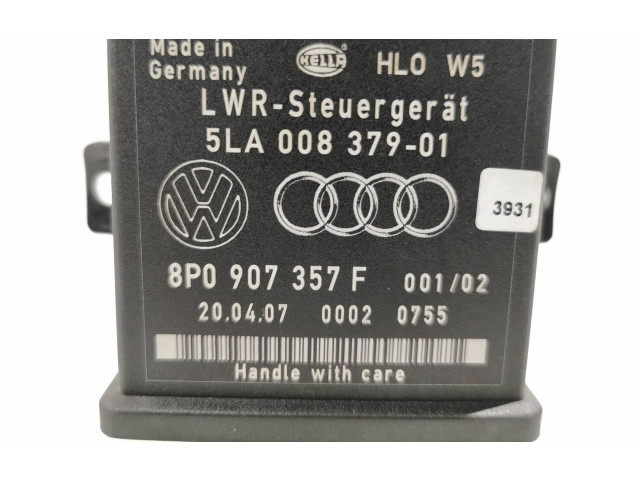 Made in
Germany
HELLA
HLO W5
LWR-Steuergerät
5LA 008 379-01
VW
3931
8P0 907 357 F 001/02
20.04.07 0002 0755
Handle with care